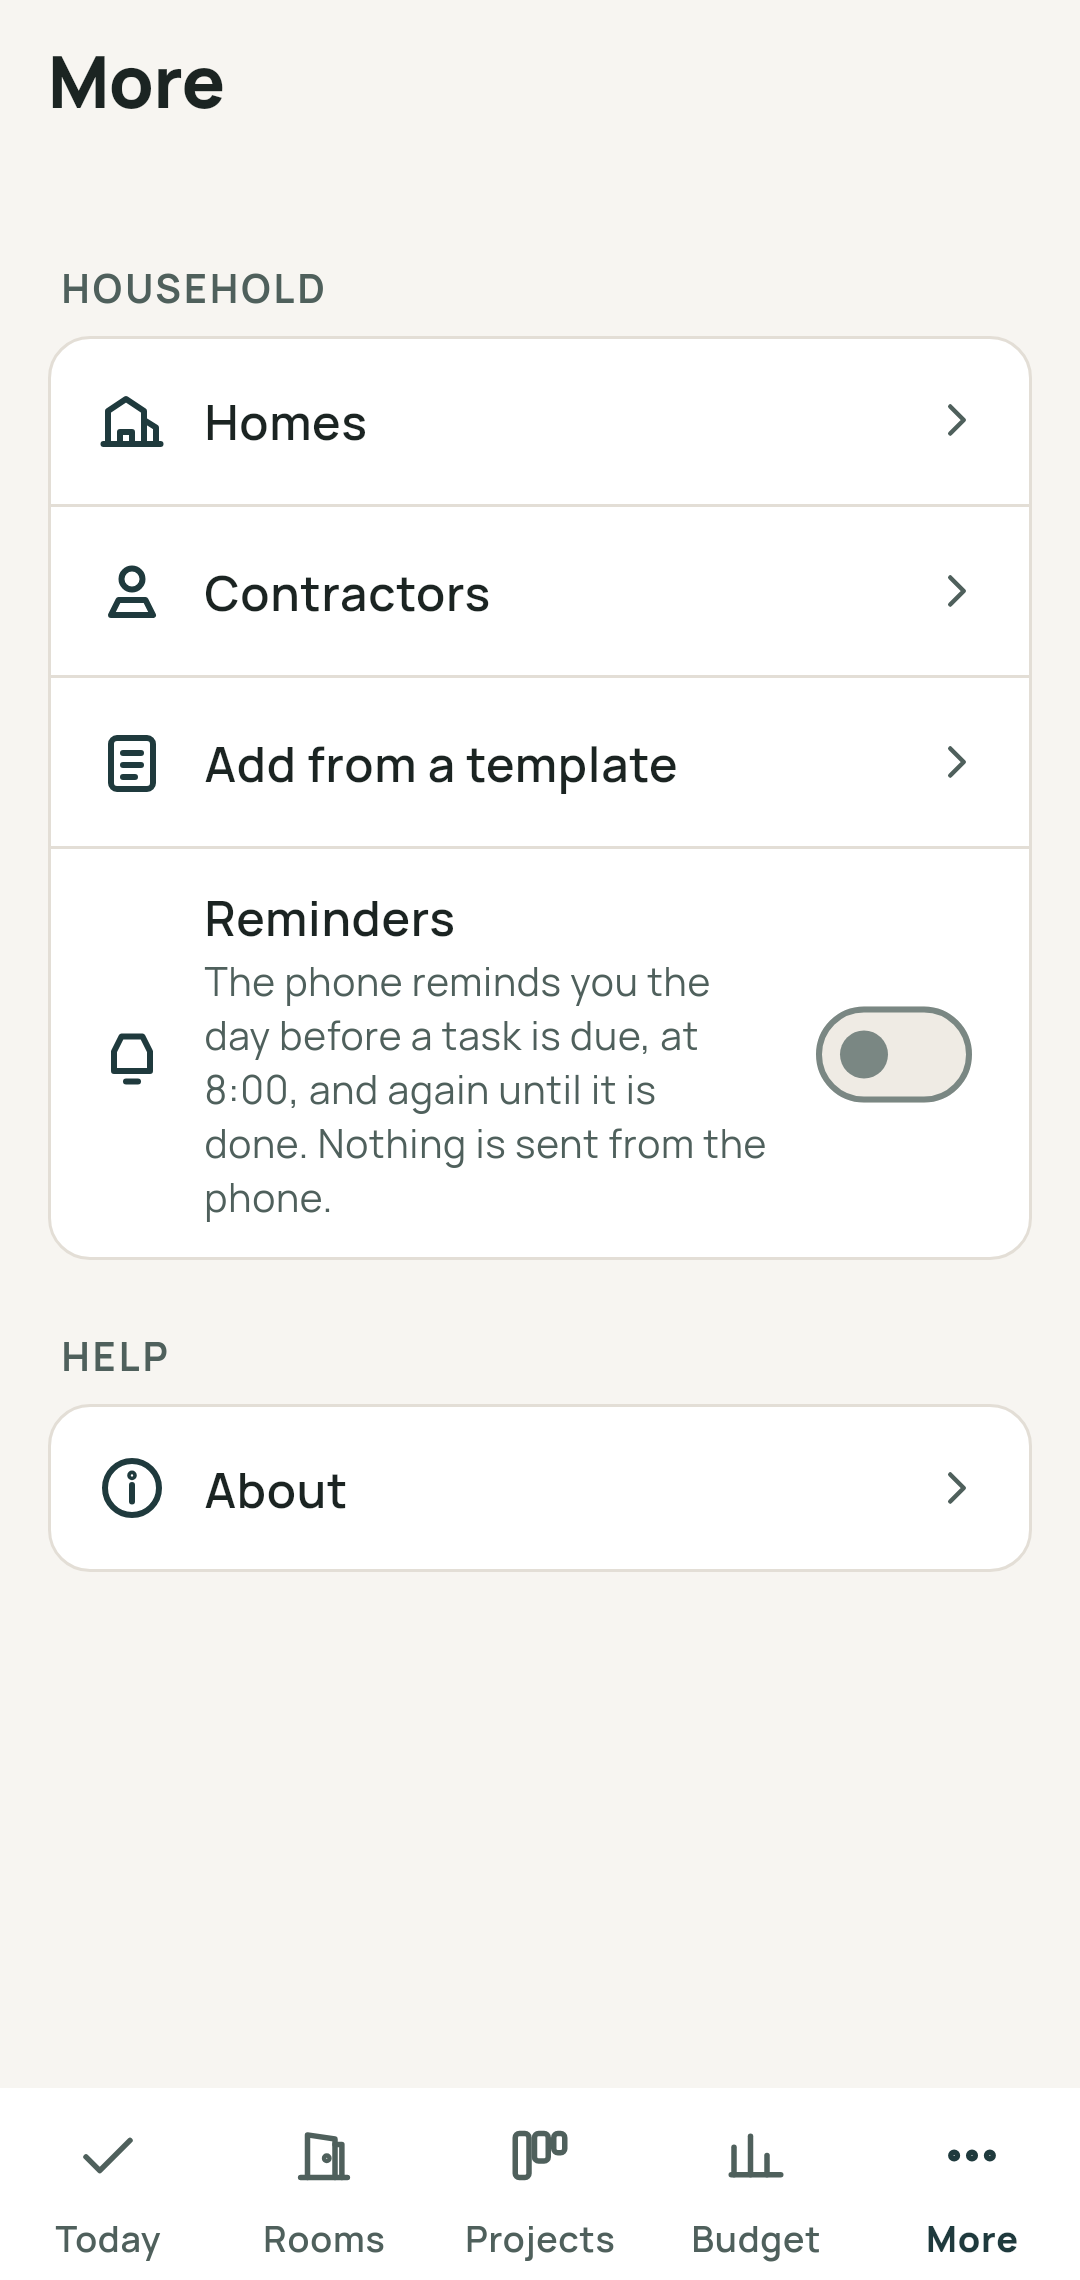 More
HOUSEHOLD
Homes
Contractors
Add from a template
Reminders
The phone reminds you the
day before a task is due, at
8:00, and again until it is
done. Nothing is sent from the
phone.
HELP
About
Today
Rooms
Projects
Budget
More